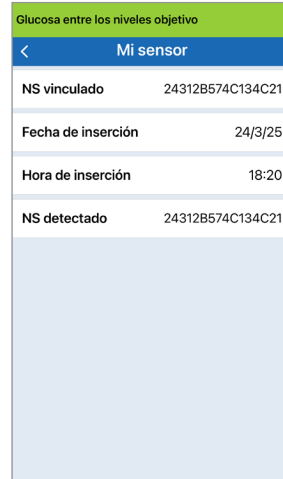 Glucosa entre los niveles objetivo
Mi sensor
NS vinculado 24312B574C134C21
Fecha de inserción 24/3/25
Hora de inserción 18:20
NS detectado 24312B574C134C21